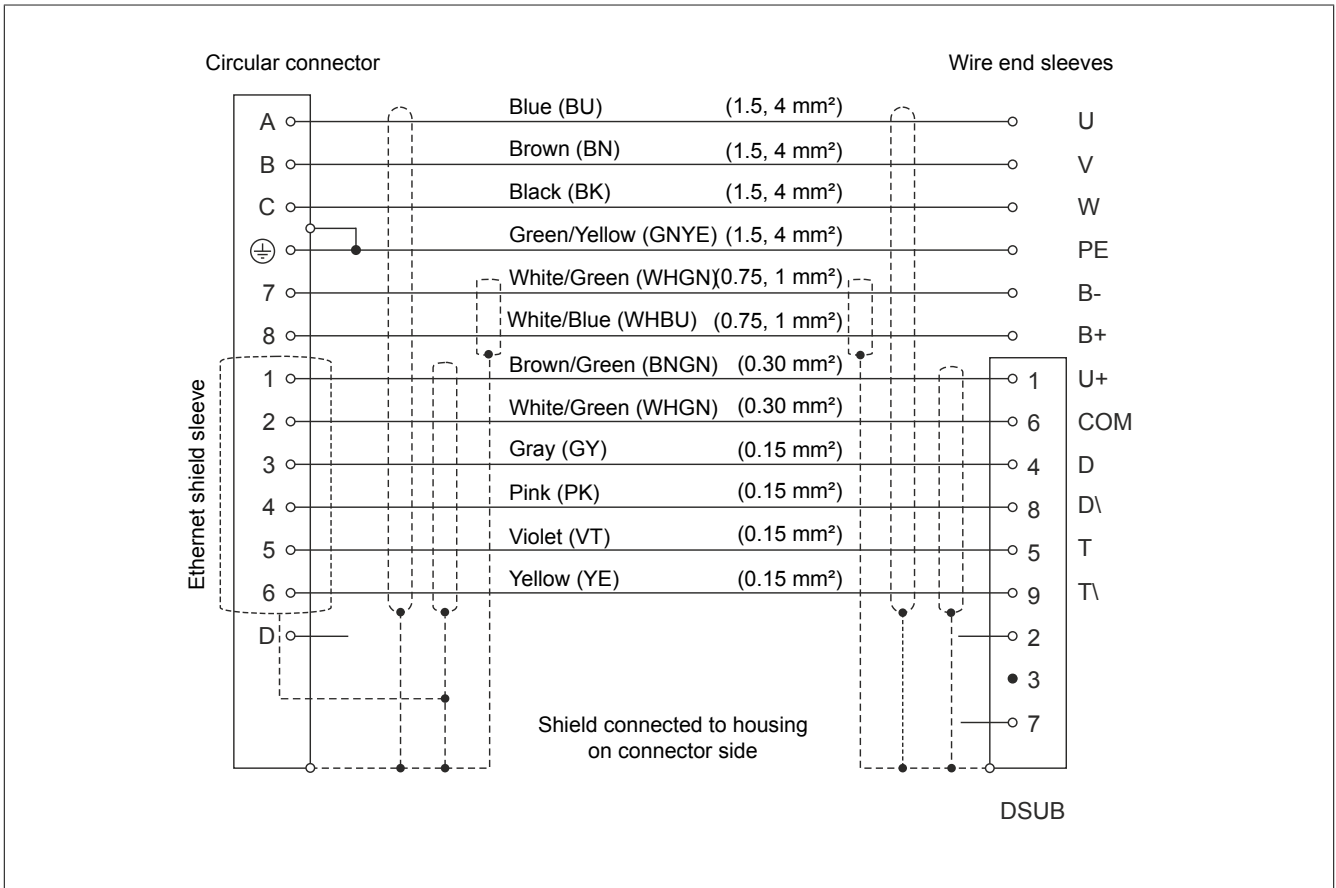 Circular connector
Wire end sleeves
A
Blue (BU)
(1.5, 4 mm²)
U
B
Brown (BN)
(1.5, 4 mm²)
V
C
Black (BK)
(1.5, 4 mm²)
W
Green/Yellow (GNYE)
(1.5, 4 mm²)
PE
7
White/Green (WHGN)
(0.75, 1 mm²)
B-
8
White/Blue (WHBU)
(0.75, 1 mm²)
B+
Ethernet shield sleeve
1
Brown/Green (BNGN)
(0.30 mm²)
1
U+
2
White/Green (WHGN)
(0.30 mm²)
6
COM
3
Gray (GY)
(0.15 mm²)
4
D
4
Pink (PK)
(0.15 mm²)
8
D\
5
Violet (VT)
(0.15 mm²)
5
T
6
Yellow (YE)
(0.15 mm²)
9
T\
D
2
3
7
Shield connected to housing
on connector side
DSUB